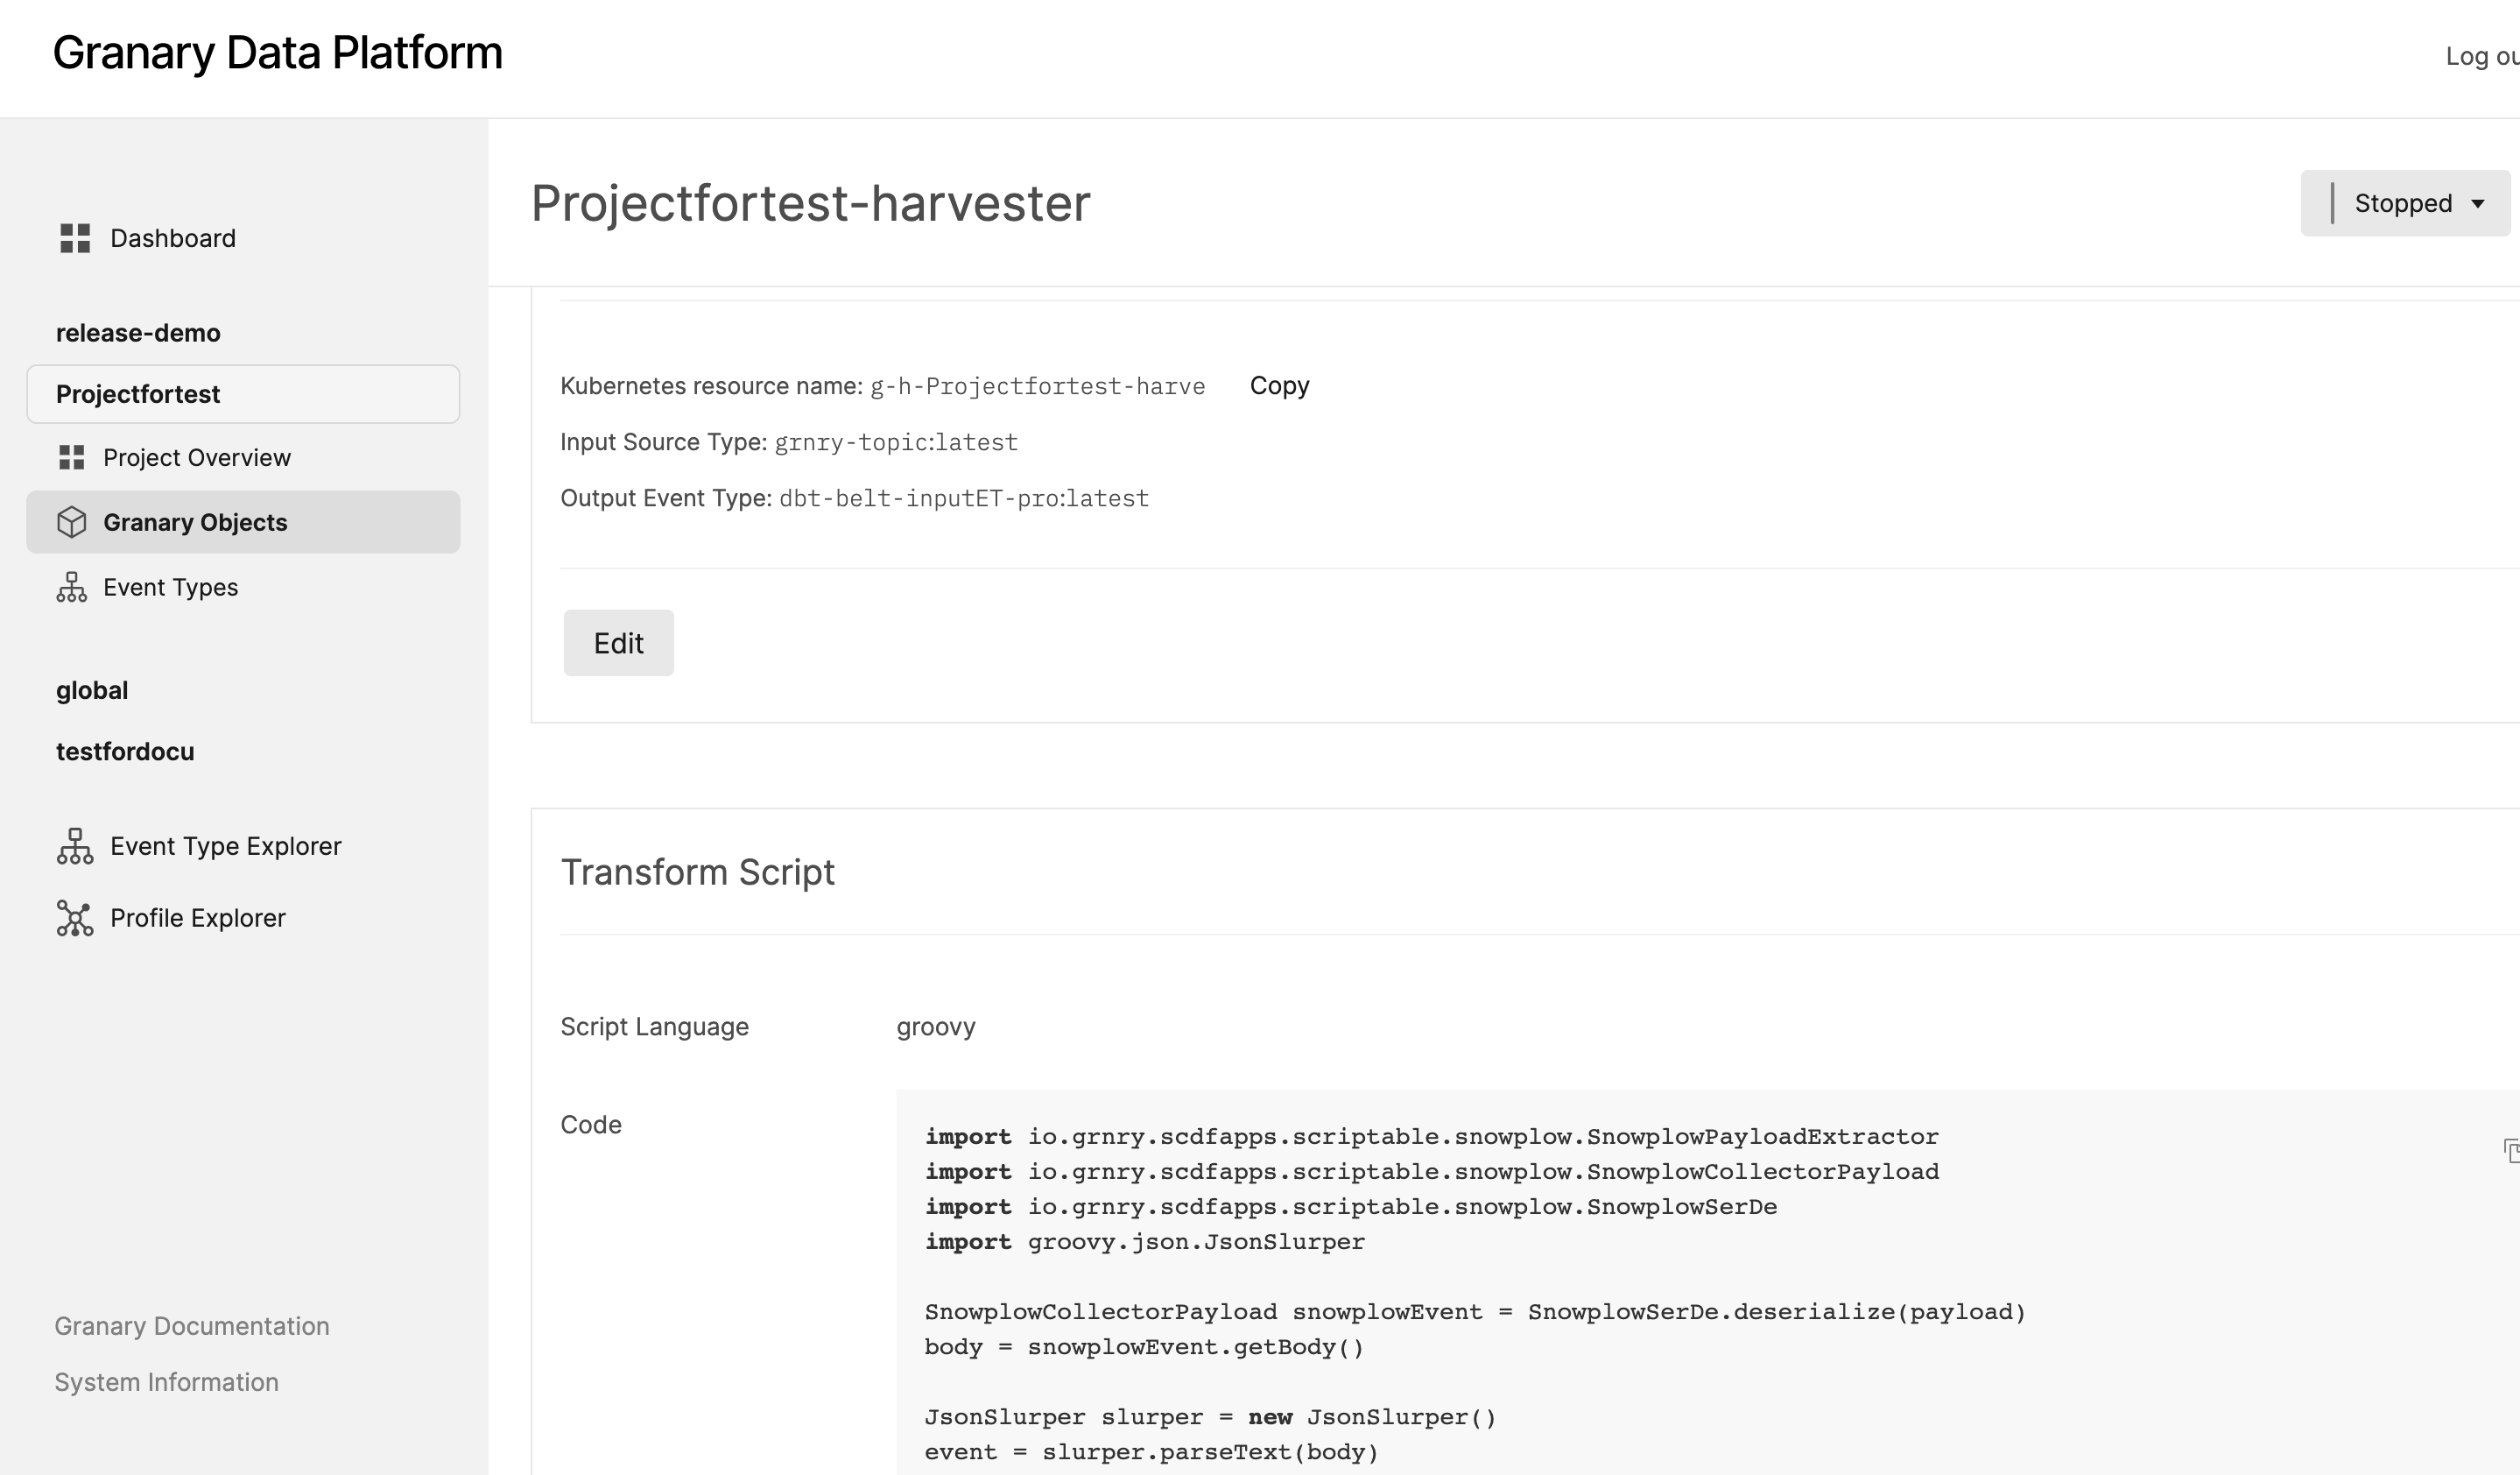 Granary Data Platform
Log ou
Dashboard
release-demo
Projectfortest
Project Overview
Granary Objects
Event Types
global
testfordocu
Event Type Explorer
Profile Explorer
Granary Documentation
System Information
Projectfortest-harvester
Stopped
Kubernetes resource name: g-h-Projectfortest-harve Copy
Input Source Type: grnry-topic:latest
Output Event Type: dbt-belt-inputET-pro:latest
Edit
Transform Script
Script Language groovy
Code
import io.grnry.scdfapps.scriptable.snowplow.SnowplowPayloadExtractor
import io.grnry.scdfapps.scriptable.snowplow.SnowplowCollectorPayload
import io.grnry.scdfapps.scriptable.snowplow.SnowplowSerDe
import groovy.json.JsonSlurper
SnowplowCollectorPayload snowplowEvent = SnowplowSerDe.deserialize(payload)
body = snowplowEvent.getBody()
JsonSlurper slurper = new JsonSlurper()
event = slurper.parseText(body)